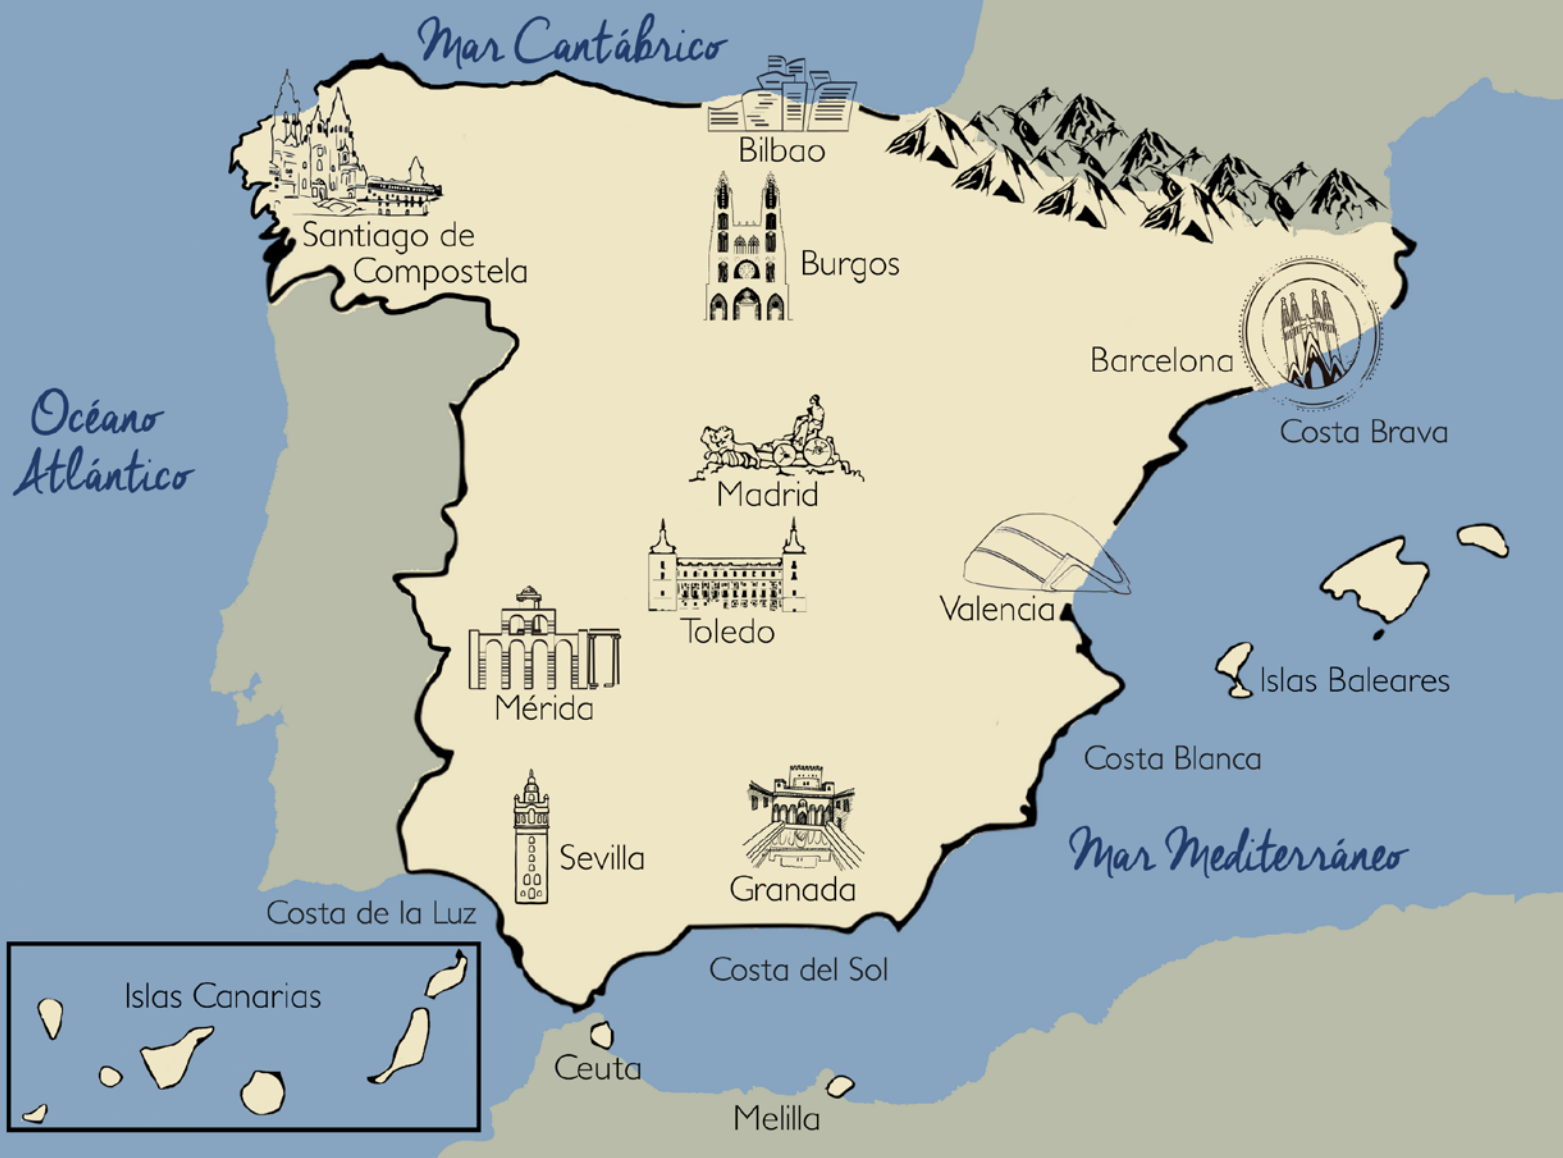 Mar Cantábrico
Bilbao
Santiago de
Compostela
Burgos
Barcelona
Océano
Atlántico
Costa Brava
Madrid
Valencia
Toledo
Islas Baleares
Mérida
Costa Blanca
Mar Mediterráneo
Sevilla
Granada
Costa de la Luz
Costa del Sol
Islas Canarias
Ceuta
Melilla